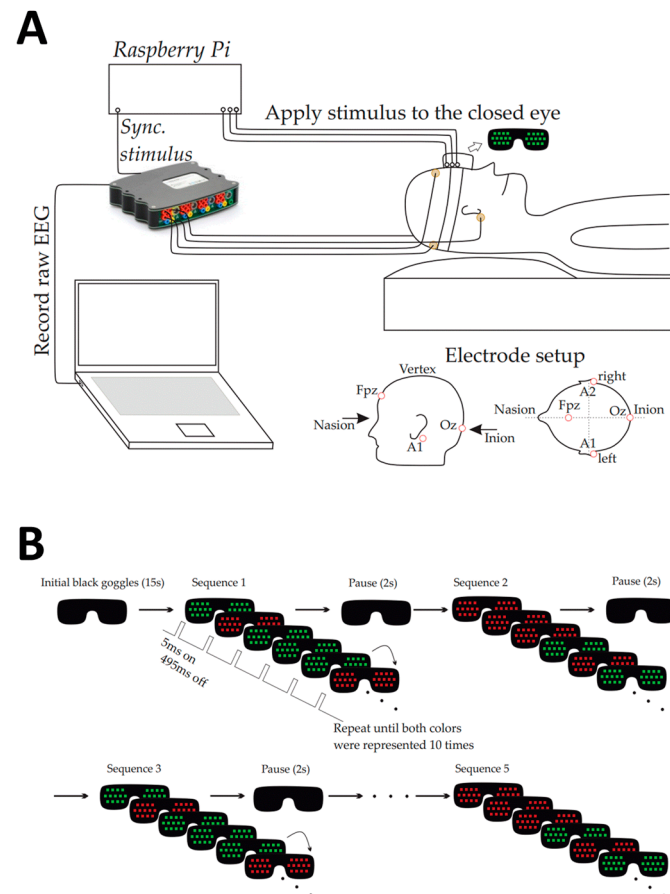 A
Raspberry Pi
Apply stimulus to the closed eye
Sync.
stimulus
Record raw EEG
Electrode setup
Vertex
Fpz
Nasion
Oz
Inion
A1
right
A2
Nasion
Fpz
Oz
Inion
A1
left
B
Initial black goggles (15s)
Sequence 1
Pause (2s)
Sequence 2
Pause (2s)
5ms on
495ms off
Repeat until both colors
were represented 10 times
Sequence 3
Pause (2s)
Sequence 5